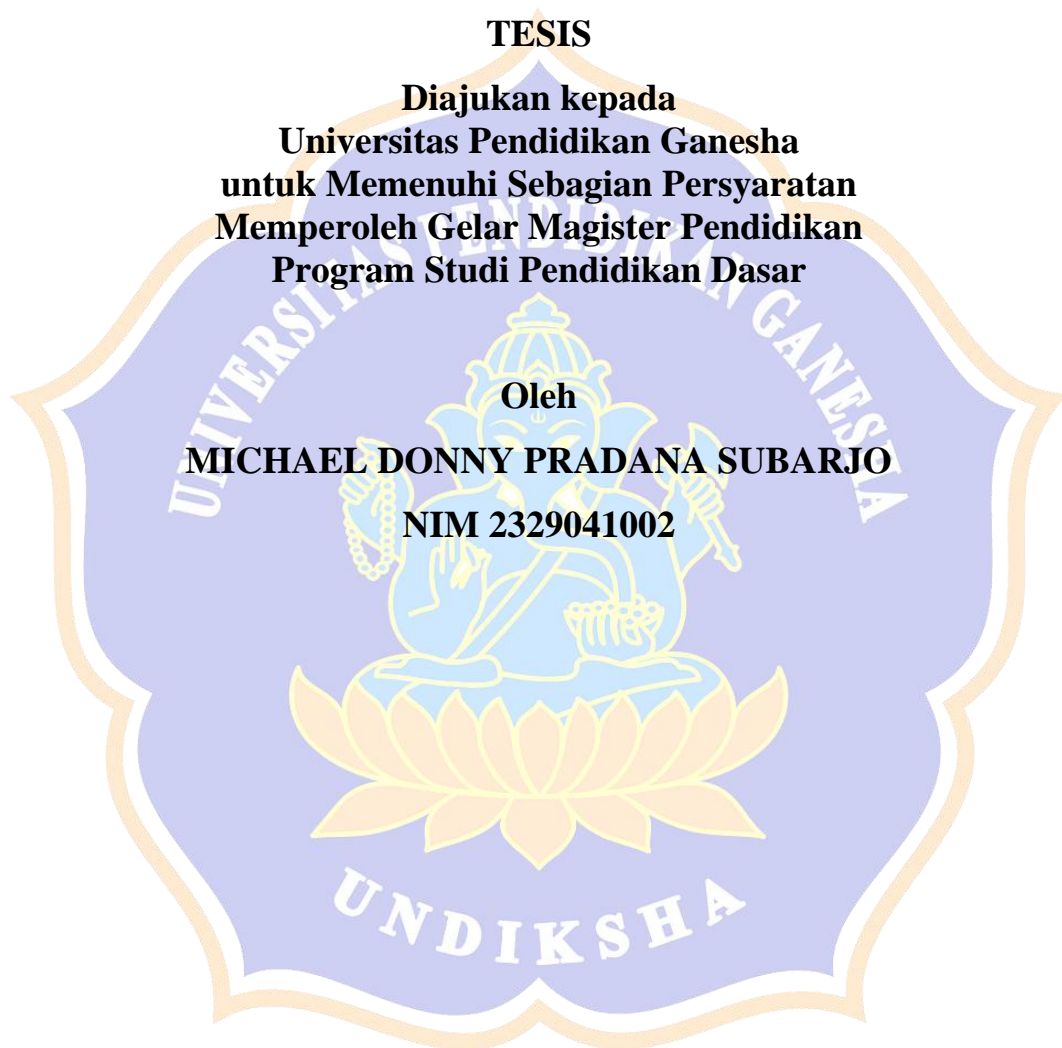 TESIS
Diajukan kepada
Universitas Pendidikan Ganesha
untuk Memenuhi Sebagian Persyaratan
Memperoleh Gelar Magister Pendidikan
Program Studi Pendidikan Dasar
UNIVERSITAS PENDIDIKAN GANESHA
Oleh
MICHAEL DONNY PRADANA SUBARJO
NIM 2329041002
UNDIKSHA